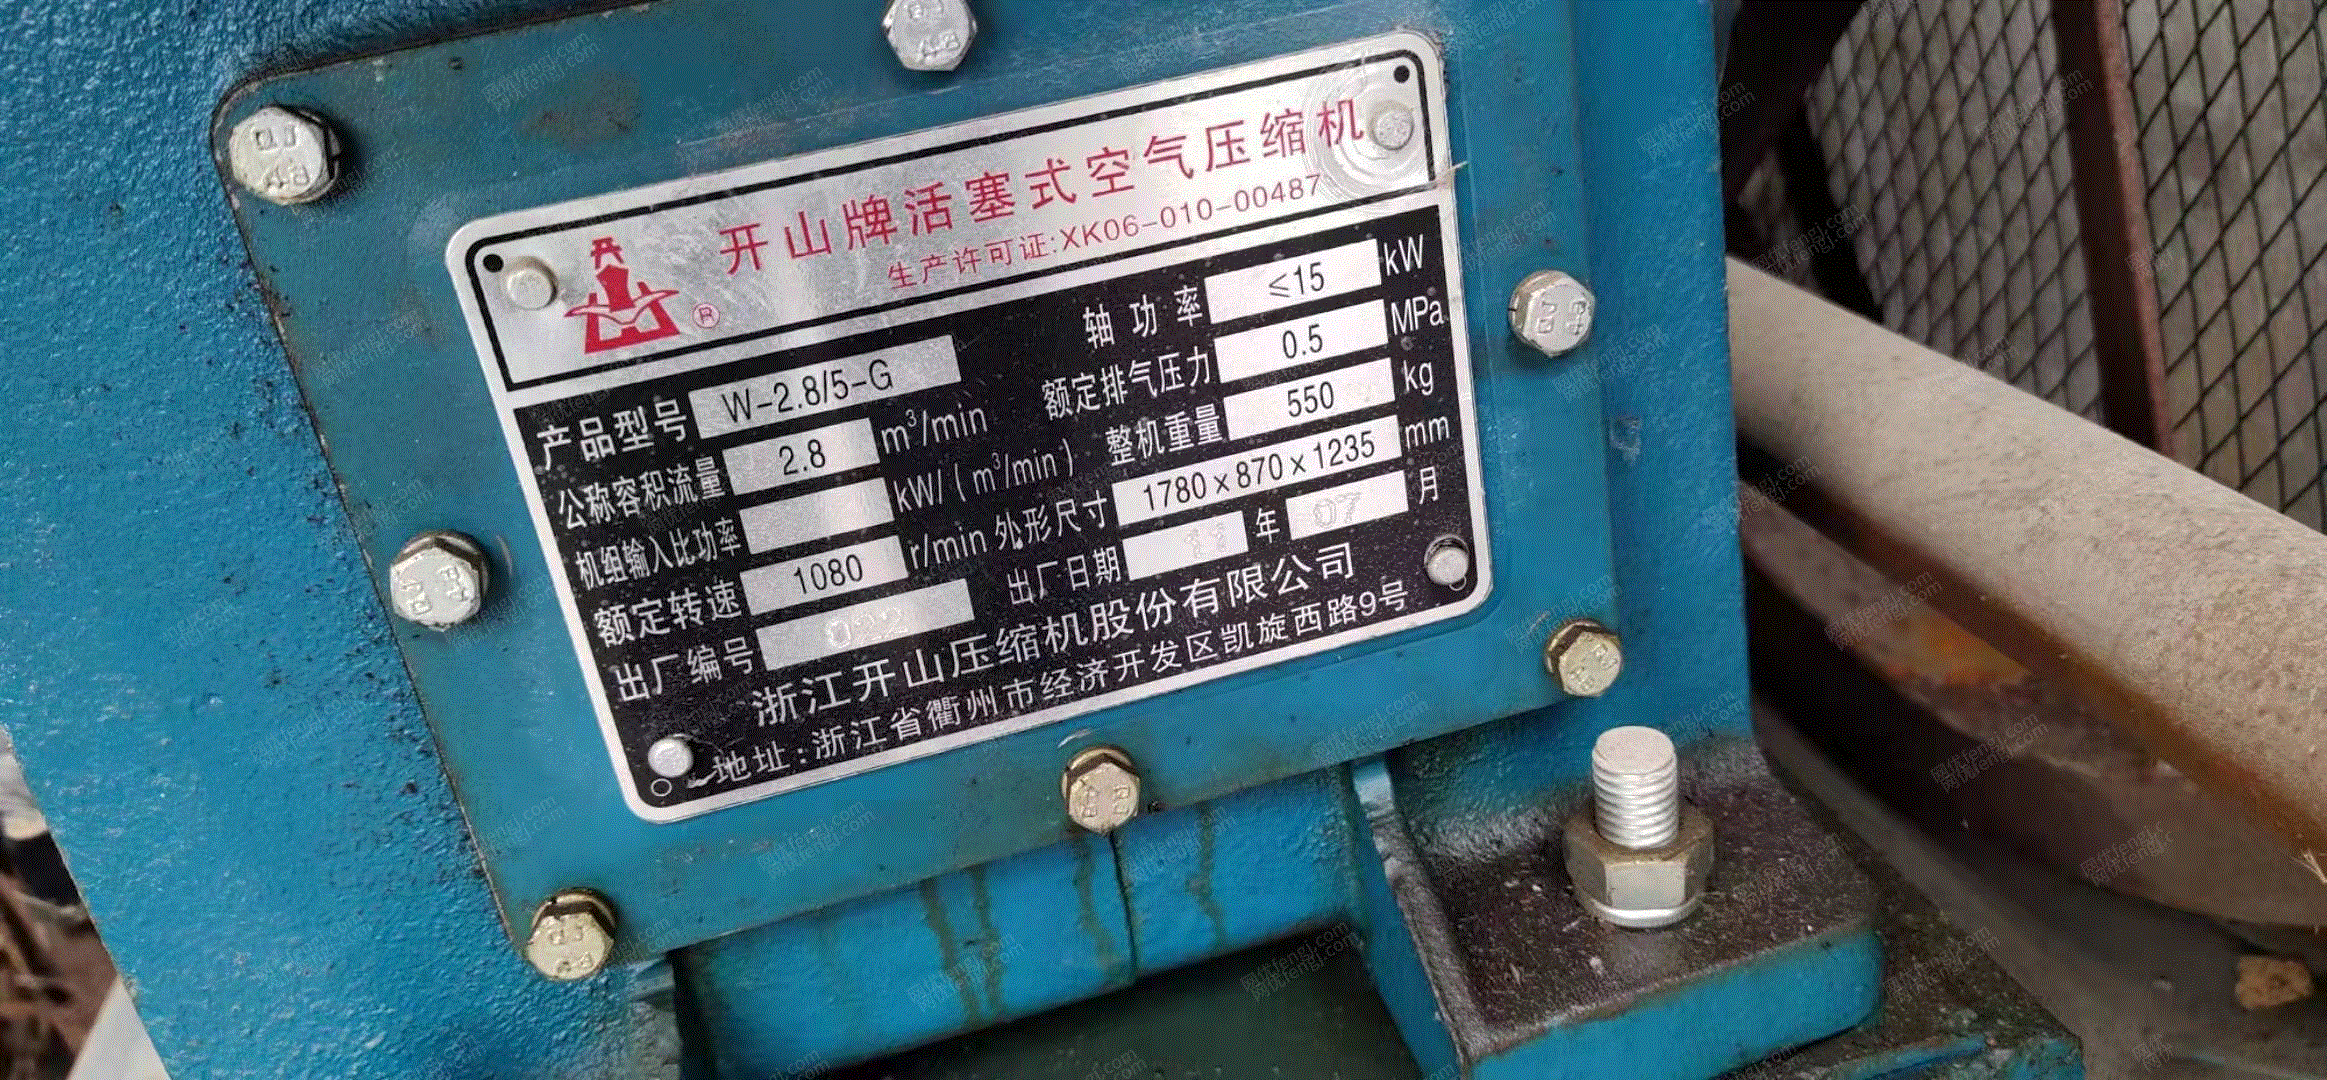 开山牌活塞式空气压缩机
生产许可证:XK06-010-00487
®
产品型号 W-2.8/5-G
轴功率 ≤15 kW
公称容积流量 2.8 m³/min
额定排气压力 0.5 MPa
机组输入比功率 kW/(m³/min)
整机重量 550 kg
额定转速 1080 r/min
外形尺寸 1780×870×1235 mm
出厂编号
出厂日期 11 年 07 月
浙江开山压缩机股份有限公司
地址:浙江省衢州市经济开发区凯旋西路9号